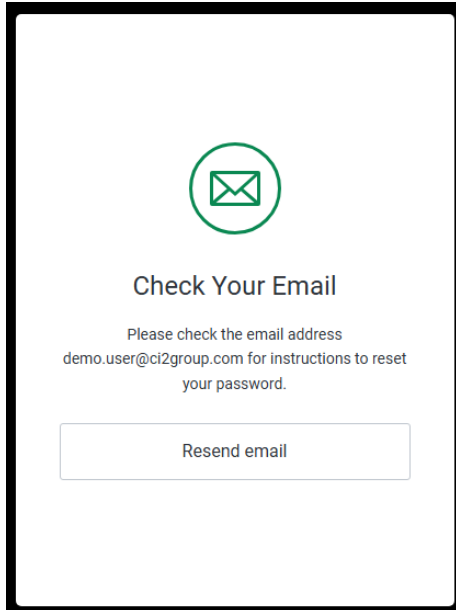 Check Your Email
Please check the email address
demo.user@ci2group.com for instructions to reset
your password.
Resend email